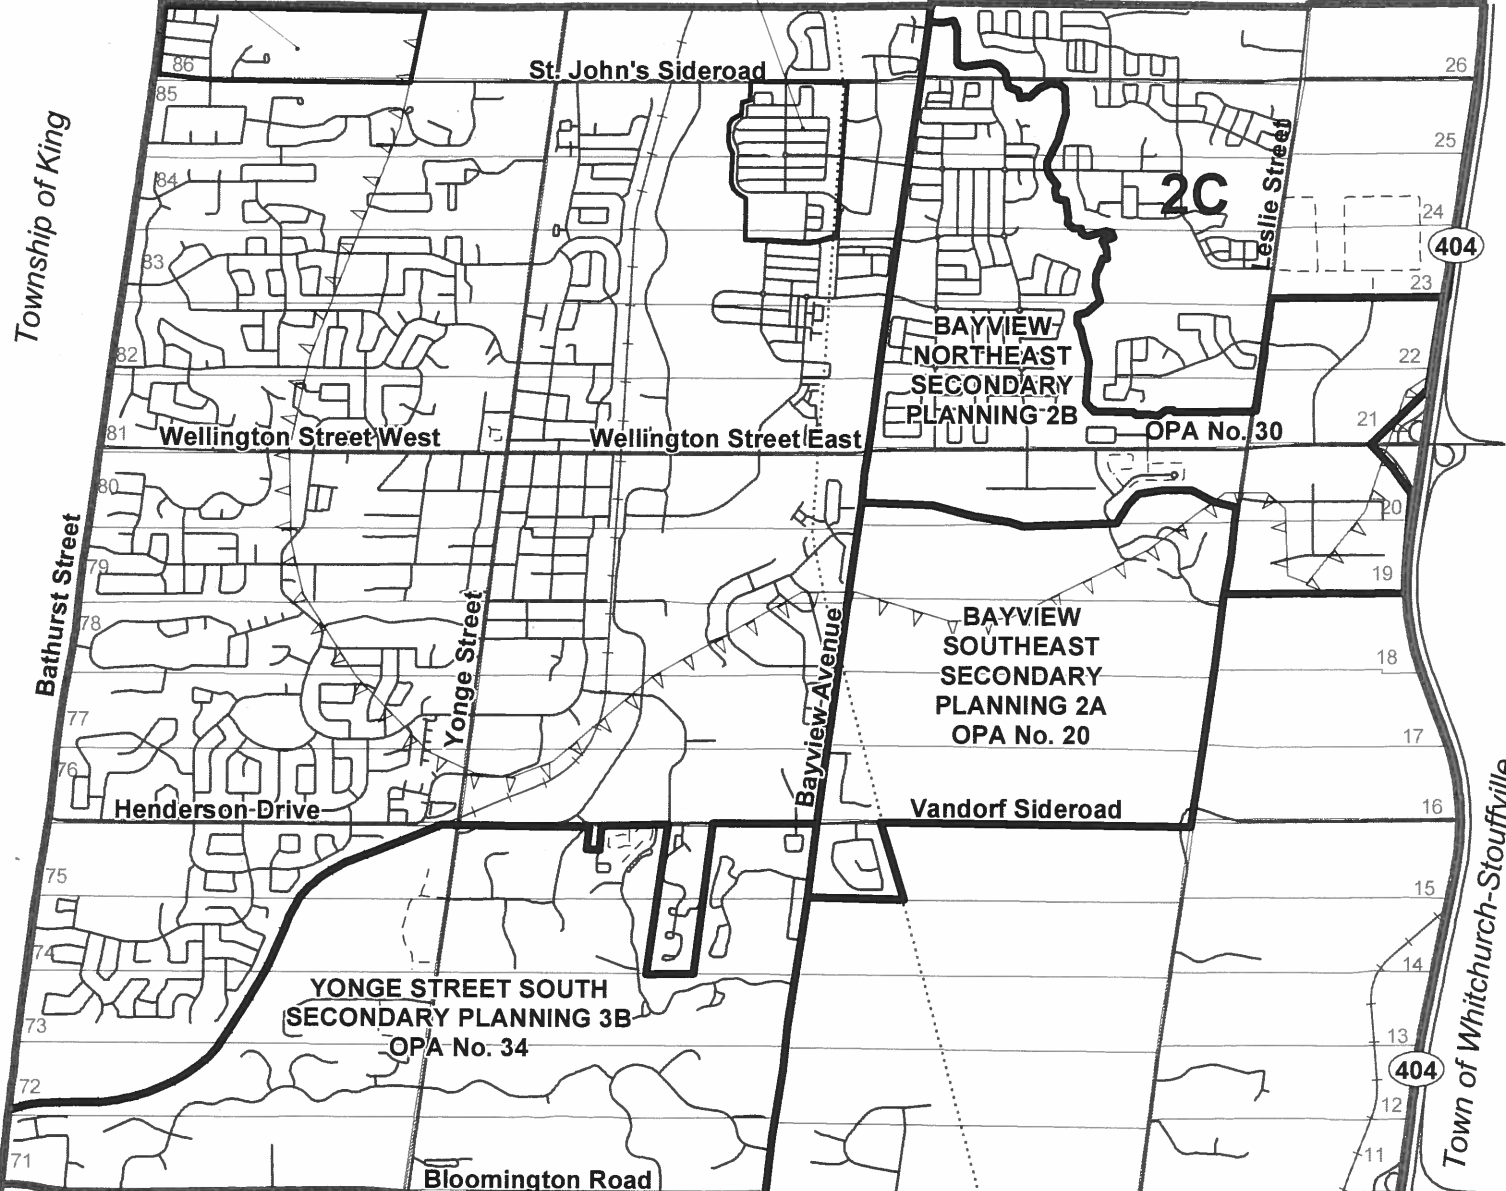 86
St. John's Sideroad
26
85
25
Township of King
84
2C
Leslie Street
24
404
83
23
BAYVIEW
NORTHEAST
SECONDARY
PLANNING 2B
OPA No. 30
82
22
21
81
Wellington Street West
Wellington Street East
80
20
79
19
Bathurst Street
78
Yonge Street
Bayview Avenue
BAYVIEW
SOUTHEAST
SECONDARY
PLANNING 2A
OPA No. 20
18
77
17
76
Henderson Drive
Vandorf Sideroad
16
75
15
74
14
YONGE STREET SOUTH
SECONDARY PLANNING 3B
OPA No. 34
73
13
404
72
12
Town of Whitchurch-Stouffville
71
11
Bloomington Road